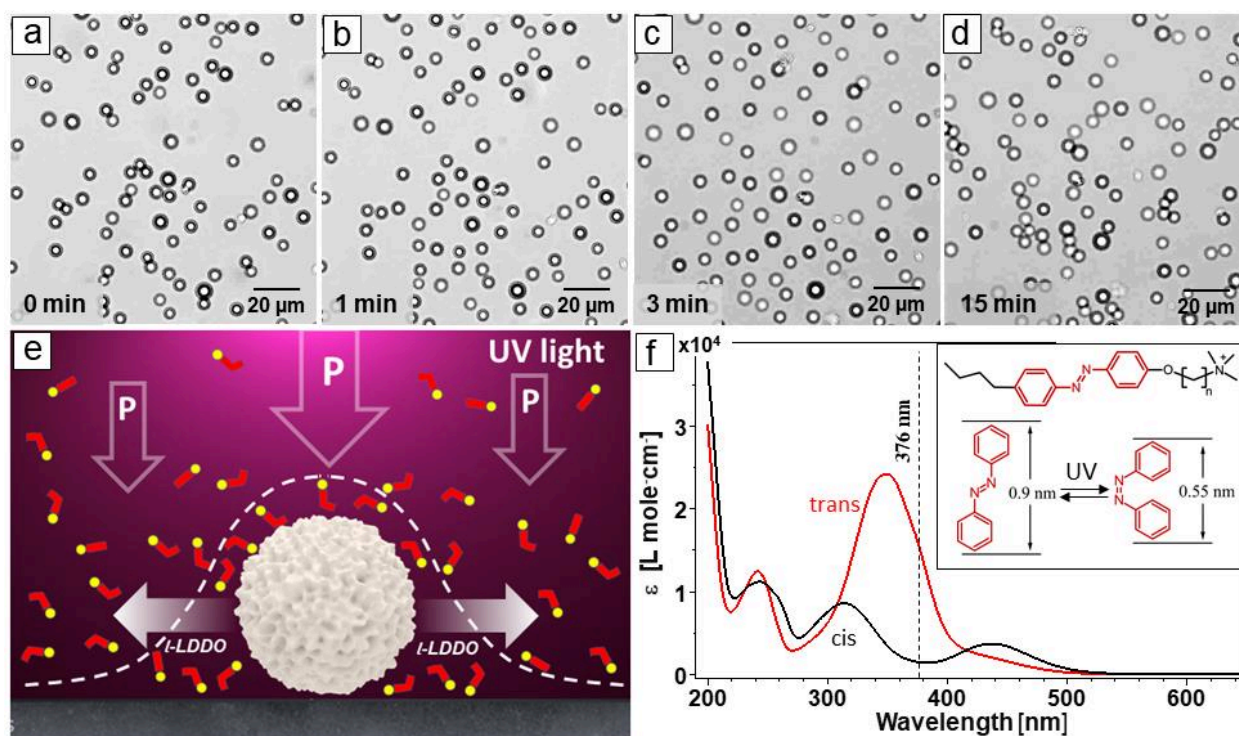 a
0 min
20 µm
b
1 min
20 µm
c
3 min
20 µm
d
15 min
20 µm
e
UV light
P
P
P
l-LDDO
l-LDDO
s
f
x10⁴
3
2
1
0
ε [L mole·cm⁻]
200 300 400 500 600
Wavelength [nm]
376 nm
trans
cis
N
N
O
n
N⁺
N
N
0.9 nm
UV
N
N
0.55 nm